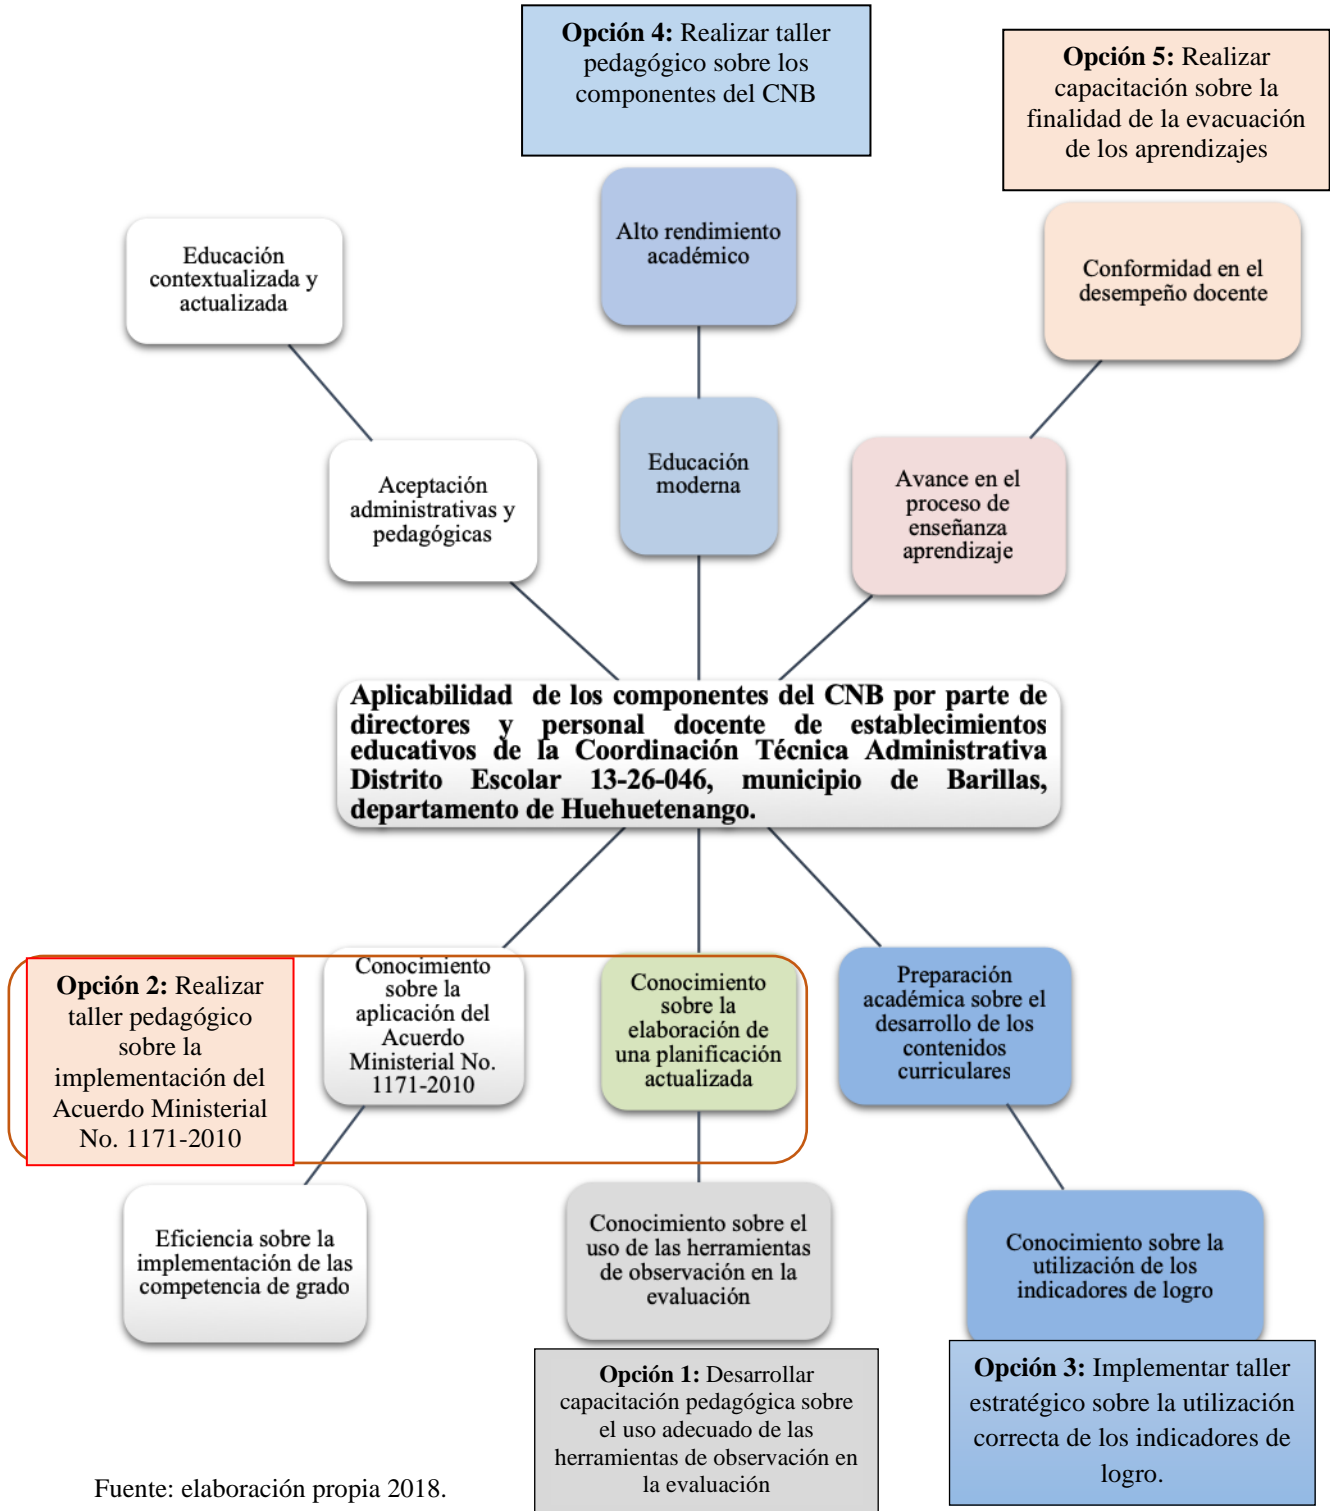 Opción 4: Realizar taller
pedagógico sobre los
componentes del CNB
Opción 5: Realizar
capacitación sobre la
finalidad de la evacuación
de los aprendizajes
Educación
contextualizada y
actualizada
Alto rendimiento
académico
Conformidad en el
desempeño docente
Aceptación
administrativas y
pedagógicas
Educación
moderna
Avance en el
proceso de
enseñanza
aprendizaje
Aplicabilidad de los componentes del CNB por parte de
directores y personal docente de establecimientos
educativos de la Coordinación Técnica Administrativa
Distrito Escolar 13-26-046, municipio de Barillas,
departamento de Huehuetenango.
Opción 2: Realizar
taller pedagógico
sobre la
implementación del
Acuerdo Ministerial
No. 1171-2010
Conocimiento
sobre la
aplicación del
Acuerdo
Ministerial No.
1171-2010
Conocimiento
sobre la
elaboración de
una planificación
actualizada
Preparación
académica sobre el
desarrollo de los
contenidos
curriculares
Eficiencia sobre la
implementación de las
competencia de grado
Conocimiento sobre el
uso de las herramientas
de observación en la
evaluación
Conocimiento sobre la
utilización de los
indicadores de logro
Opción 1: Desarrollar
capacitación pedagógica sobre
el uso adecuado de las
herramientas de observación en
la evaluación
Opción 3: Implementar taller
estratégico sobre la utilización
correcta de los indicadores de
logro.
Fuente: elaboración propia 2018.